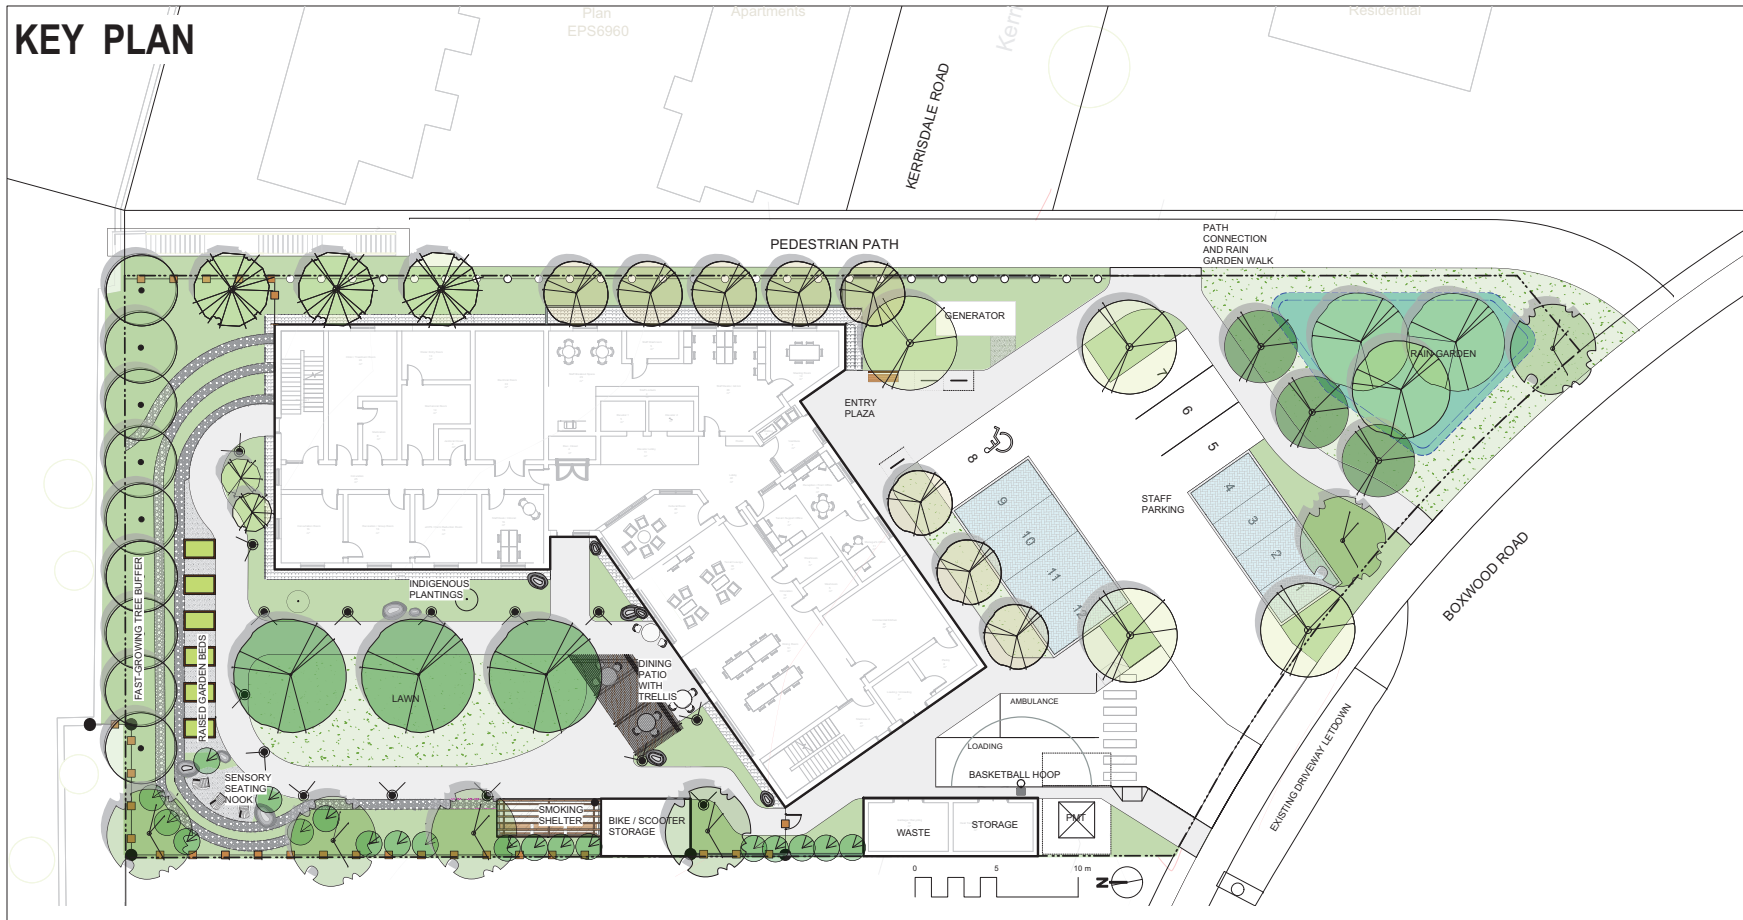 KEY PLAN
Plan
EPS6960
Apartments
Kerri
Residential
KERRISDALE ROAD
PEDESTRIAN PATH
PATH
CONNECTION
AND RAIN
GARDEN WALK
GENERATOR
RAIN GARDEN
ENTRY
PLAZA
7
6
5
8
STAFF
PARKING
9
10
11
12
4
3
2
1
BOXWOOD ROAD
FAST-GROWING TREE BUFFER
RAISED GARDEN BEDS
INDIGENOUS
PLANTINGS
LAWN
DINING
PATIO
WITH
TRELLIS
SENSORY
SEATING
NOOK
AMBULANCE
LOADING
BASKETBALL HOOP
EXISTING DRIVEWAY LETDOWN
SMOKING
SHELTER
BIKE / SCOOTER
STORAGE
WASTE
STORAGE
PMT
0 5 10 m
N